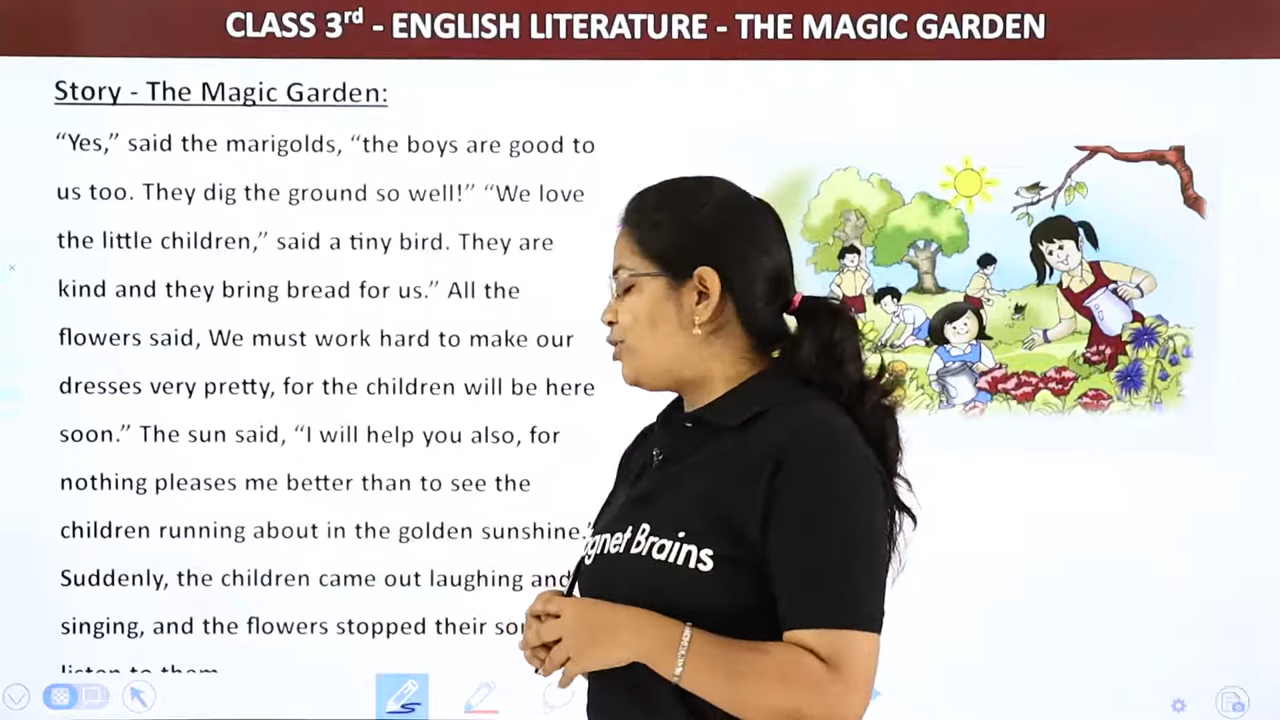 CLASS 3rd - ENGLISH LITERATURE - THE MAGIC GARDEN
Story - The Magic Garden:
“Yes,” said the marigolds, “the boys are good to
us too. They dig the ground so well!” “We love
the little children,” said a tiny bird. They are
kind and they bring bread for us.” All the
flowers said, We must work hard to make our
dresses very pretty, for the children will be here
soon.” The sun said, “I will help you also, for
nothing pleases me better than to see the
children running about in the golden sunshine.”
Suddenly, the children came out laughing and
singing, and the flowers stopped their
listen to them
Brains